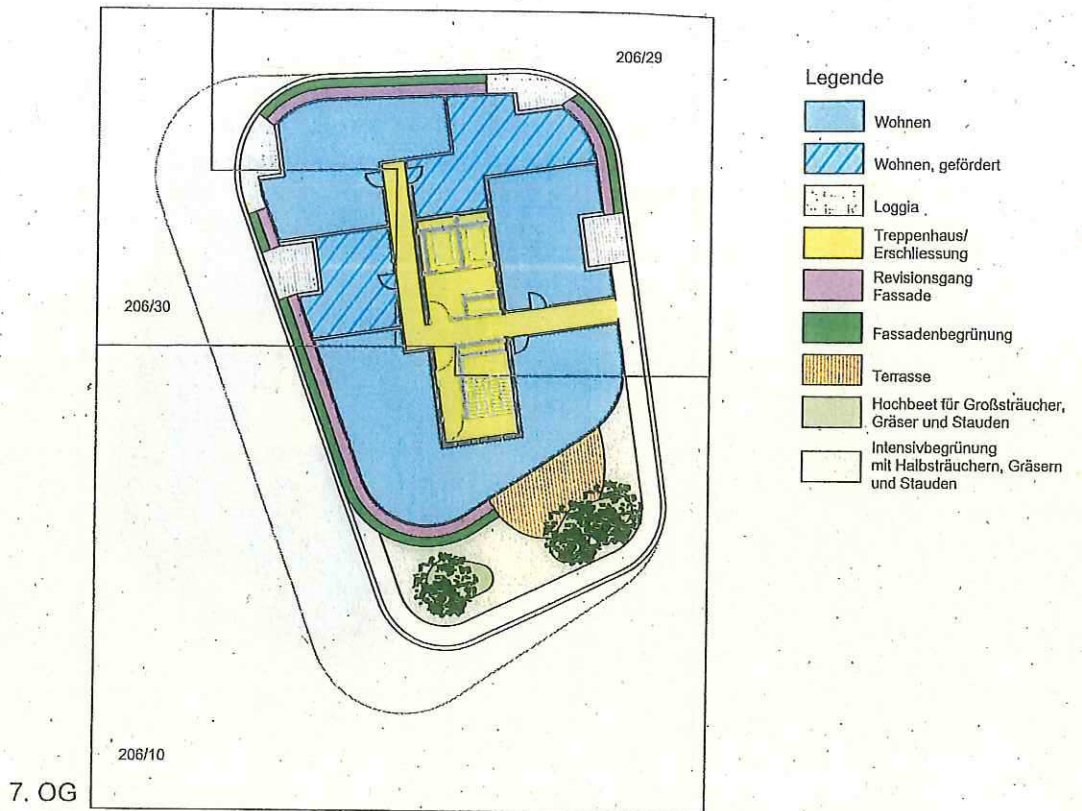 206/29
206/30
206/10
7. OG
Legende
Wohnen
Wohnen, gefördert
Loggia
Treppenhaus/
Erschliessung
Revisionsgang
Fassade
Fassadenbegrünung
Terrasse
Hochbeet für Großsträucher,
Gräser und Stauden
Intensivbegrünung
mit Halbsträuchern, Gräsern
und Stauden